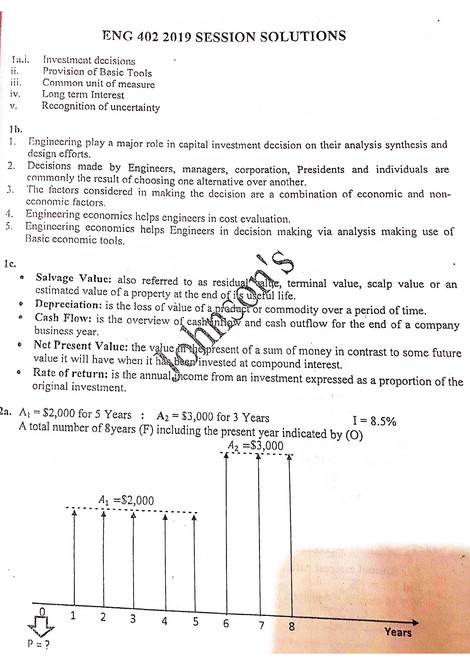 ENG 402 2019 SESSION SOLUTIONS
1a.i. Investment decisions
ii. Provision of Basic Tools
iii. Common unit of measure
iv. Long term Interest
v. Recognition of uncertainty
1b.
1. Engineering play a major role in capital investment decision on their analysis synthesis and
design efforts.
2. Decisions made by Engineers, managers, corporation, Presidents and individuals are
commonly the result of choosing one alternative over another.
3. The factors considered in making the decision are a combination of economic and non-
economic factors.
4. Engineering economics helps engineers in cost evaluation.
5. Engineering economics helps Engineers in decision making via analysis making use of
Basic economic tools.
1c.
• Salvage Value: also referred to as residual value, terminal value, scalp value or an
estimated value of a property at the end of its useful life.
• Depreciation: is the loss of value of a product or commodity over a period of time.
• Cash Flow: is the overview of cash inflow and cash outflow for the end of a company
business year.
• Net Present Value: the value in the present of a sum of money in contrast to some future
value it will have when it has been invested at compound interest.
• Rate of return: is the annual income from an investment expressed as a proportion of the
original investment.
Johnson's
2a. A₁ = $2,000 for 5 Years : A₂ = $3,000 for 3 Years I = 8.5%
A total number of 8years (F) including the present year indicated by (O)
A₂ =$3,000
A₁ =$2,000
0 1 2 3 4 5 6 7 8
Years
P = ?